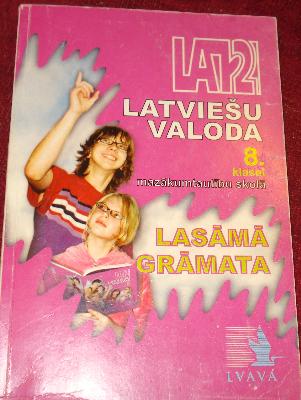 LAT2
LATVIEŠU
VALODA
8.
klasei
mazākumtautību skolā
LASĀMĀ
GRĀMATA
LVAVA